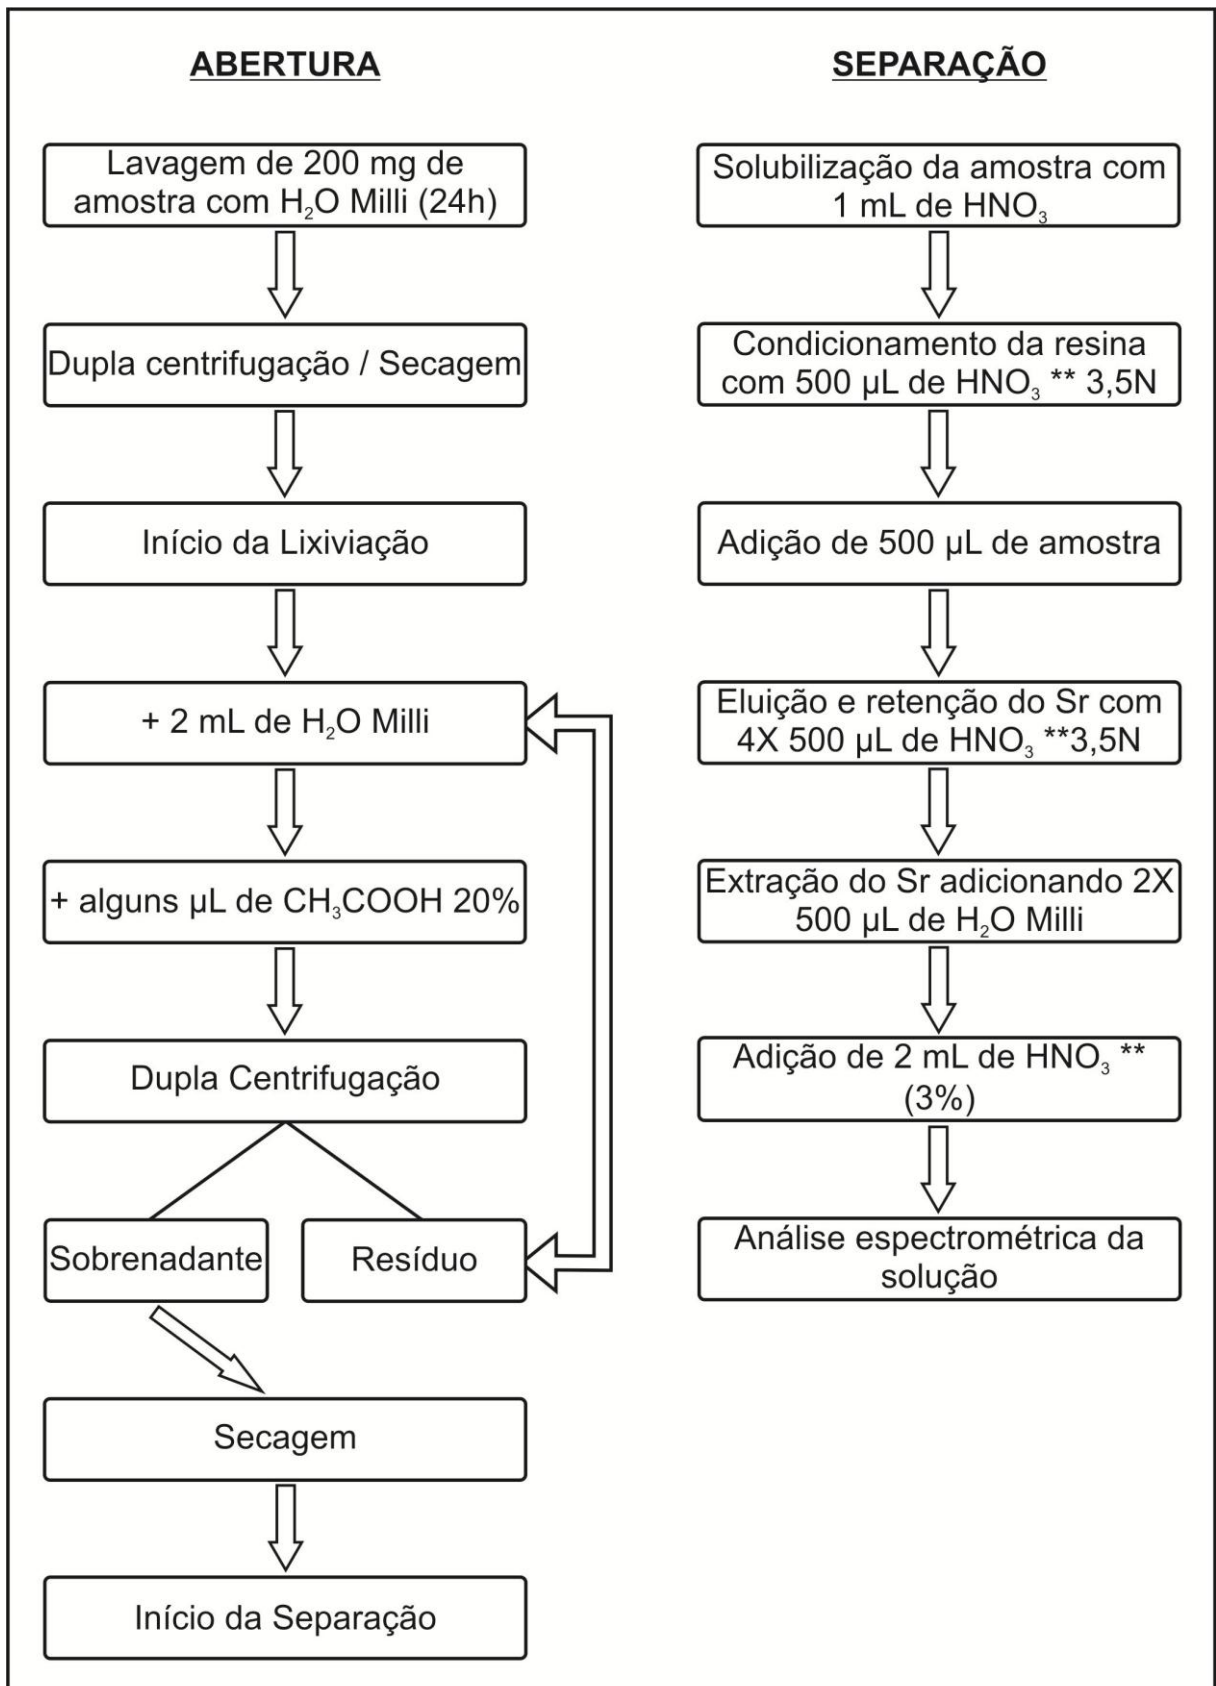 ABERTURA
Lavagem de 200 mg de
amostra com H₂O Milli (24h)
Dupla centrifugação / Secagem
Início da Lixiviação
+ 2 mL de H₂O Milli
+ alguns µL de CH₃COOH 20%
Dupla Centrifugação
Sobrenadante
Resíduo
Secagem
Início da Separação
SEPARAÇÃO
Solubilização da amostra com
1 mL de HNO₃
Condicionamento da resina
com 500 µL de HNO₃ ** 3,5N
Adição de 500 µL de amostra
Eluição e retenção do Sr com
4X 500 µL de HNO₃ **3,5N
Extração do Sr adicionando 2X
500 µL de H₂O Milli
Adição de 2 mL de HNO₃ **
(3%)
Análise espectrométrica da
solução